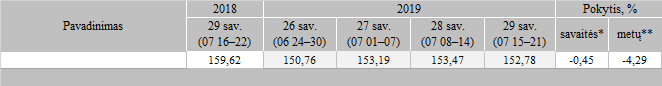 Pavadinimas 2018 2019 Pokytis, %
29 sav. (07 16–22) 26 sav. (06 24–30) 27 sav. (07 01–07) 28 sav. (07 08–14) 29 sav. (07 15–21) savaitės* metų**
159,62 150,76 153,19 153,47 152,78 -0,45 -4,29